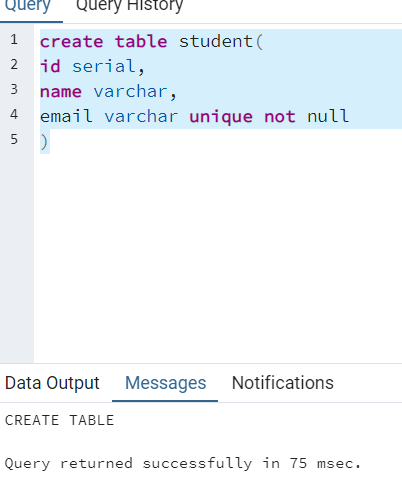 Query Query History
1 create table student(
2 id serial,
3 name varchar,
4 email varchar unique not null
5 )
Data Output Messages Notifications
CREATE TABLE
Query returned successfully in 75 msec.